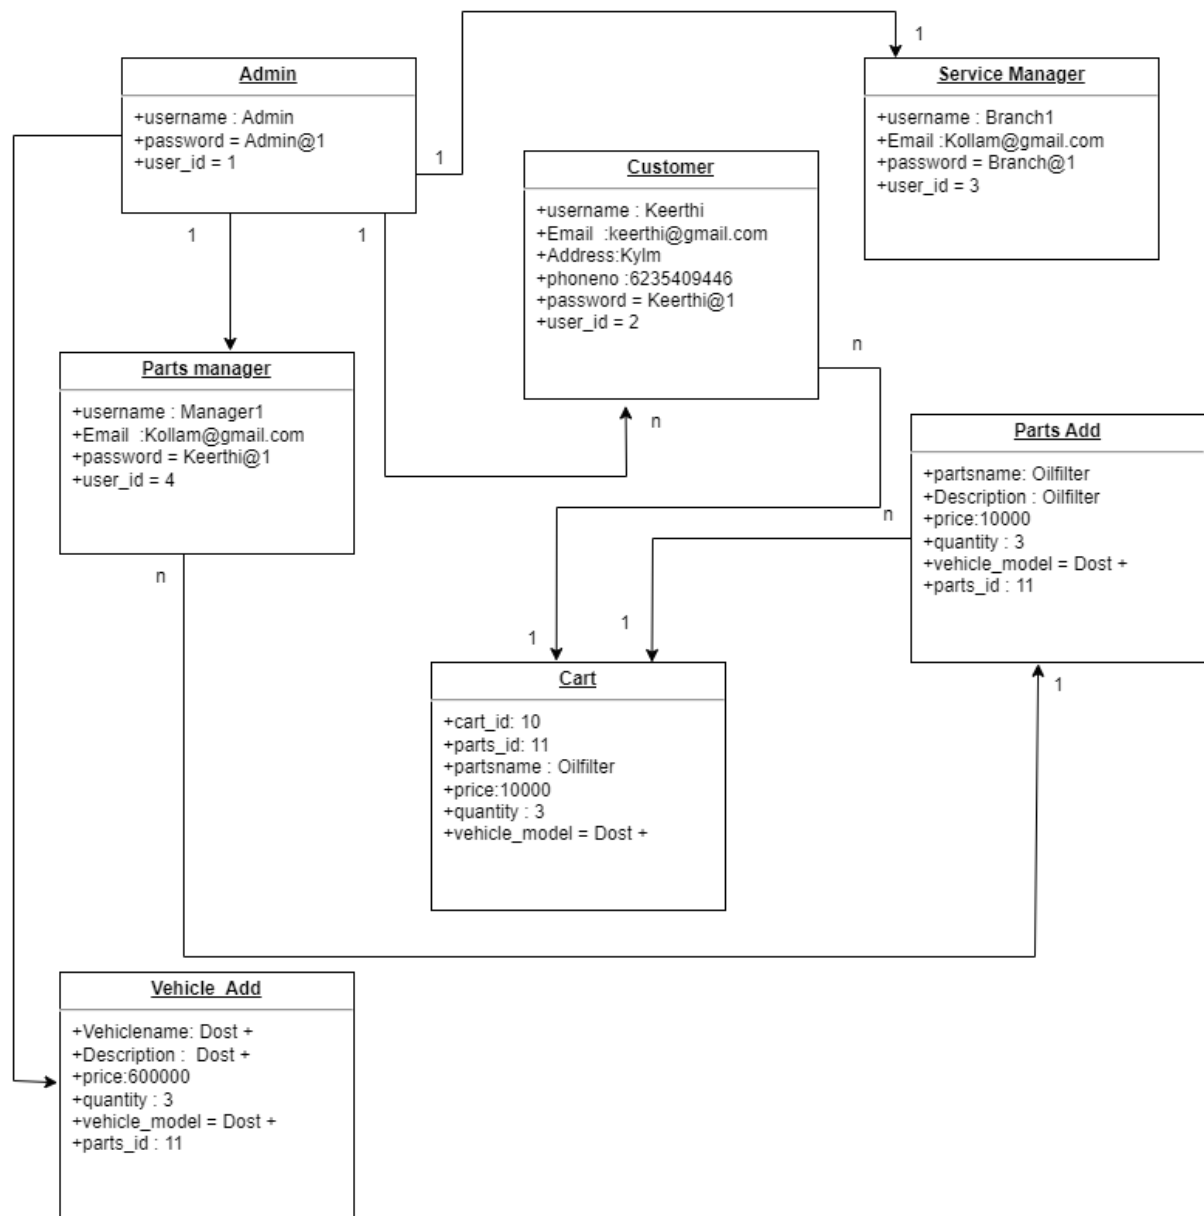 1
Admin
+username : Admin
+password = Admin@1
+user_id = 1
Service Manager
+username : Branch1
+Email :Kollam@gmail.com
+password = Branch@1
+user_id = 3
1
Customer
+username : Keerthi
+Email  :keerthi@gmail.com
+Address:Kylm
+phoneno :6235409446
+password = Keerthi@1
+user_id = 2
1
1
n
Parts manager
+username : Manager1
+Email  :Kollam@gmail.com
+password = Keerthi@1
+user_id = 4
n
Parts Add
+partsname: Oilfilter
+Description : Oilfilter
+price:10000
+quantity : 3
+vehicle_model = Dost +
+parts_id : 11
n
n
1
1
1
Cart
+cart_id: 10
+parts_id: 11
+partsname : Oilfilter
+price:10000
+quantity : 3
+vehicle_model = Dost +
Vehicle_Add
+Vehiclename: Dost +
+Description :  Dost +
+price:600000
+quantity : 3
+vehicle_model = Dost +
+parts_id : 11